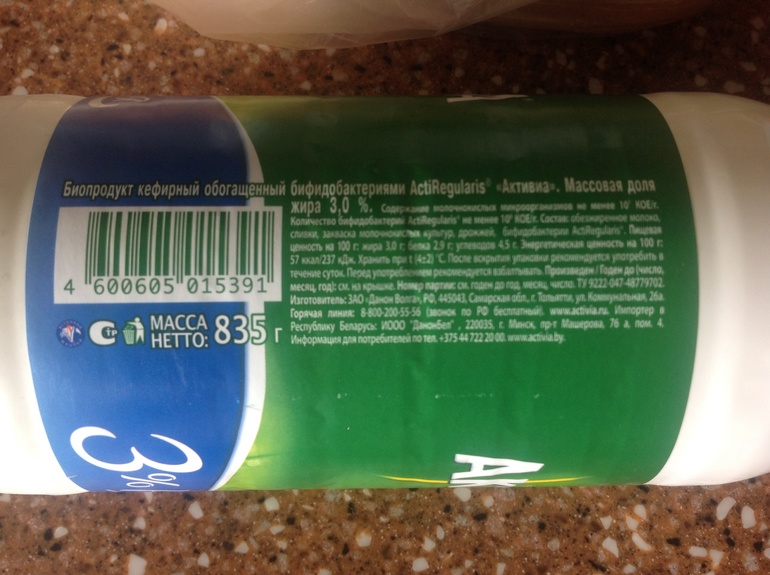 Биопродукт кефирный обогащенный бифидобактериями ActiRegularis® «Активиа». Массовая доля
жира 3,0 %. Содержание молочнокислых микроорганизмов не менее 10⁷ КОЕ/г.
Количество бифидобактерий ActiRegularis® не менее 10⁶ КОЕ/г. Состав: обезжиренное молоко,
сливки, закваска молочнокислых культур, дрожжей, бифидобактерии ActiRegularis®. Пищевая
ценность на 100 г: жира 3,0 г; белка 2,9 г; углеводов 4,5 г. Энергетическая ценность на 100 г:
57 ккал/237 кДж. Хранить при t (4±2) °С. После вскрытия упаковки рекомендуется употребить в
течение суток. Перед употреблением рекомендуется взбалтывать. Произведен / Годен до (число,
месяц, год): см. на крышке. Номер партии: см. годен до год, месяц, число. ТУ 9222-047-48779702.
Изготовитель: ЗАО «Данон Волга», РФ, 445043, Самарская обл., г. Тольятти, ул. Коммунальная, 26а.
Горячая линия: 8-800-200-55-56 (звонок по РФ бесплатный). www.activia.ru. Импортер в
Республику Беларусь: ИООО "ДанонБел" , 220035, г. Минск, пр-т Машерова, 76 а, пом. 4.
Информация для потребителей по тел. +375 44 722 20 00. www.activia.by.
4 600605 015391
СТР
МАССА
НЕТТО: 835 г
3%
Ак